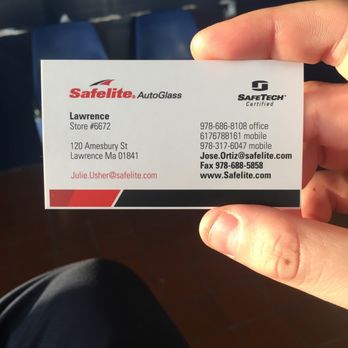 Safelite® AutoGlass
SAFETECH™
Certified
Lawrence
Store #6672
120 Amesbury St
Lawrence Ma 01841
Julie.Usher@safelite.com
978-686-8108 office
6176788161 mobile
978-317-6047 mobile
Jose.Ortiz@safelite.com
Fax 978-688-5858
www.Safelite.com